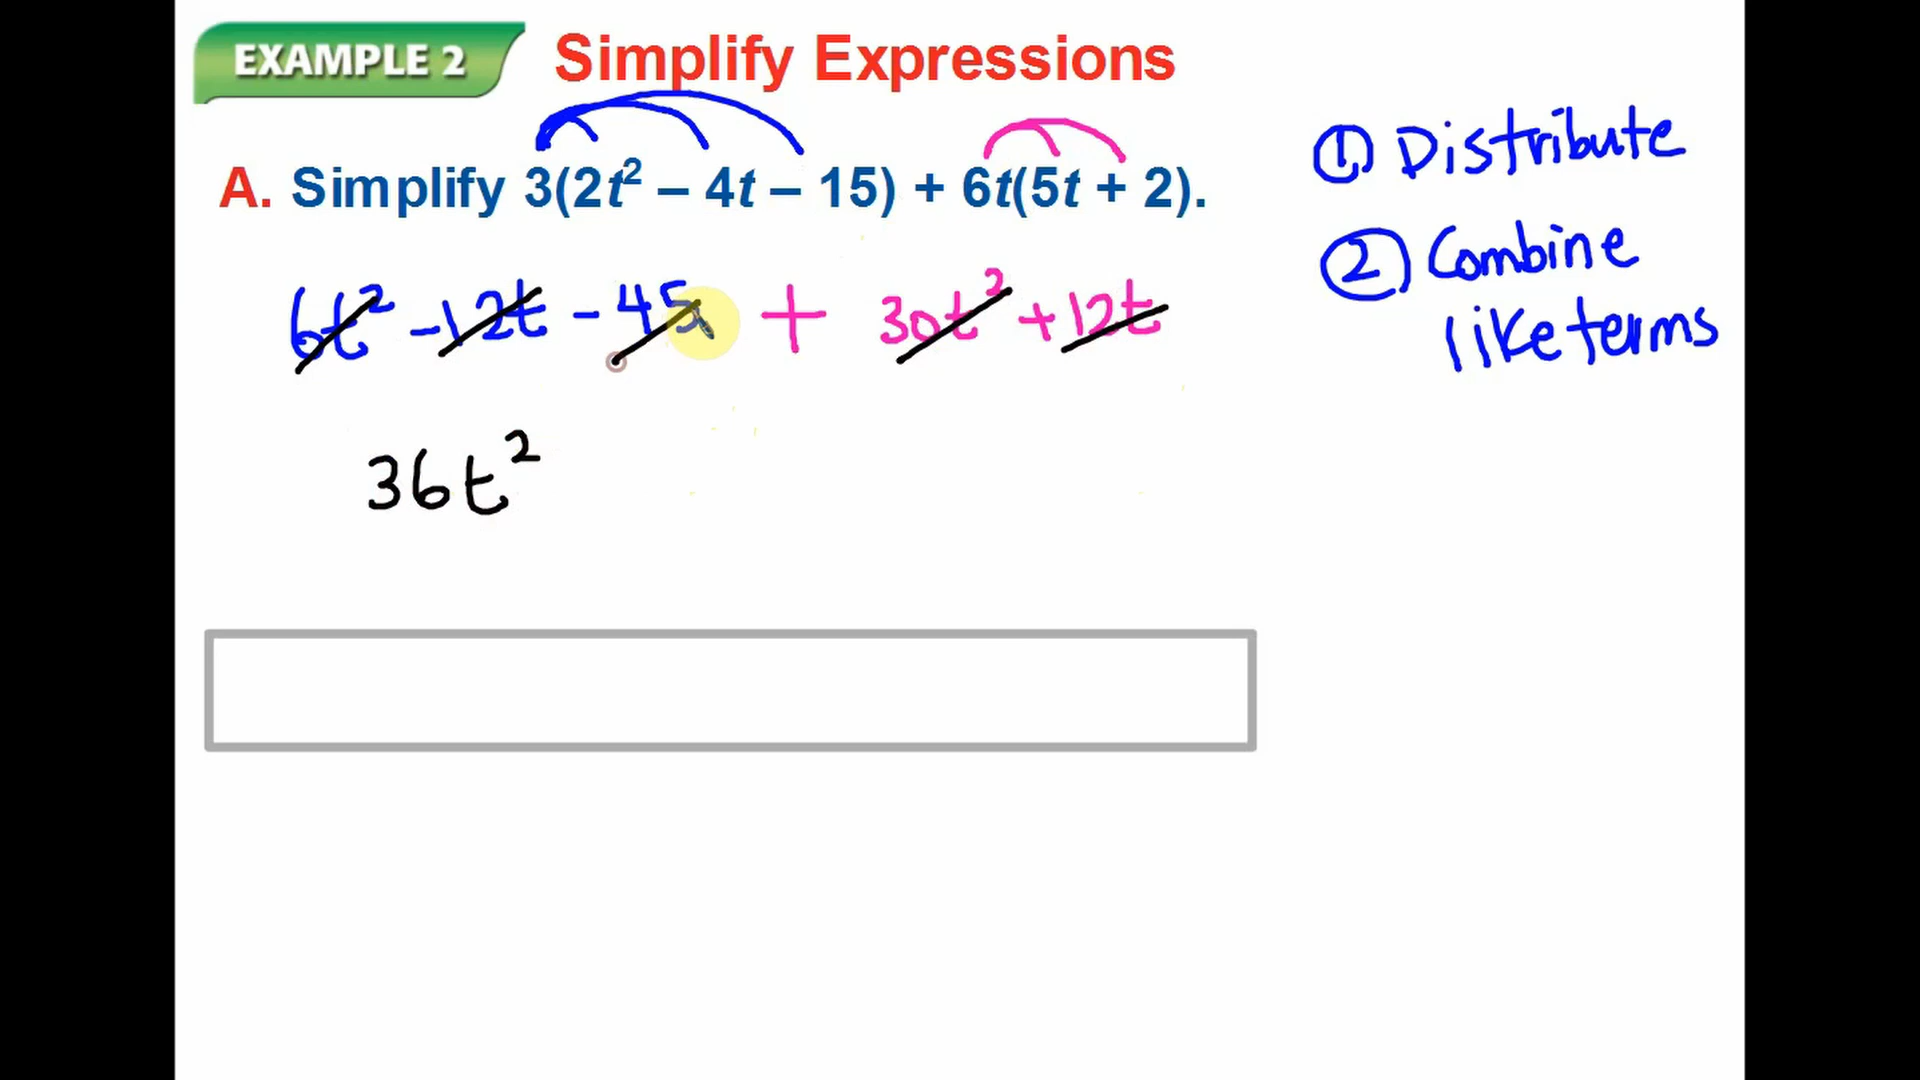 EXAMPLE 2 Simplify Expressions
A. Simplify 3(2t² – 4t – 15) + 6t(5t + 2).
① Distribute
② Combine
like terms
6t² -12t - 45 + 30t² + 12t
36t²